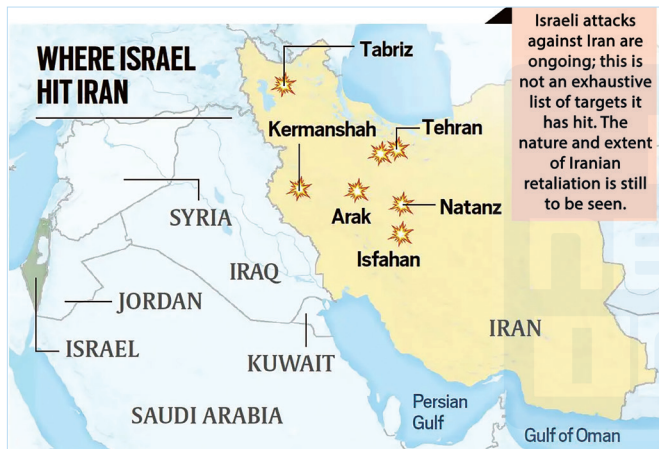 WHERE ISRAEL
HIT IRAN
Israeli attacks
against Iran are
ongoing; this is
not an exhaustive
list of targets it
has hit. The
nature and extent
of Iranian
retaliation is still
to be seen.
Tabriz
Kermanshah
Tehran
Arak
Natanz
Isfahan
SYRIA
IRAQ
JORDAN
ISRAEL
KUWAIT
IRAN
SAUDI ARABIA
Persian
Gulf
Gulf of Oman